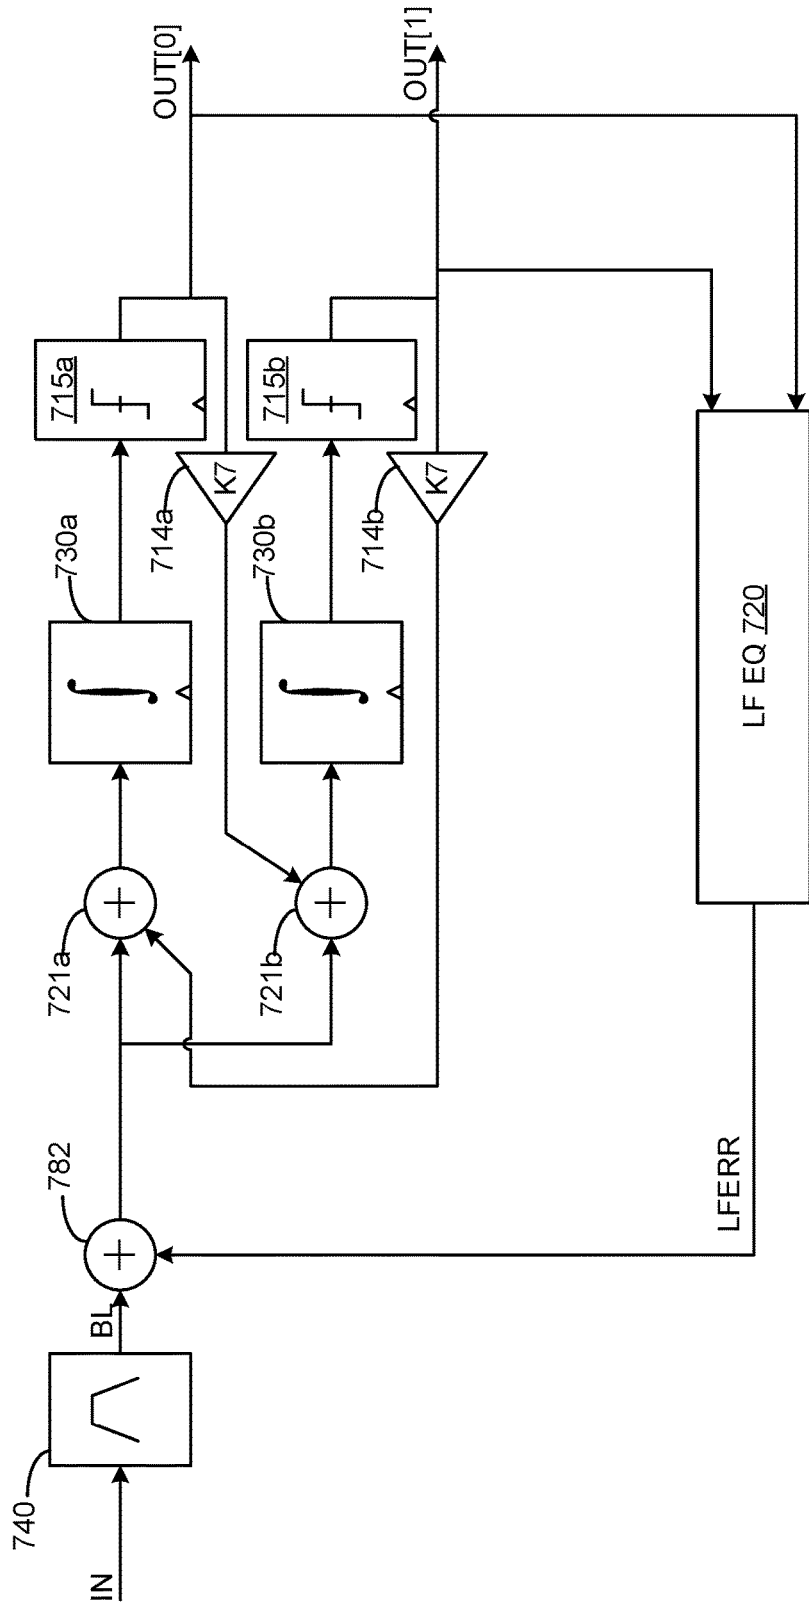 IN
740
BL
782
LFERR
721a
721b
730a
730b
714a
K7
714b
K7
715a
715b
OUT[0]
OUT[1]
LF EQ 720